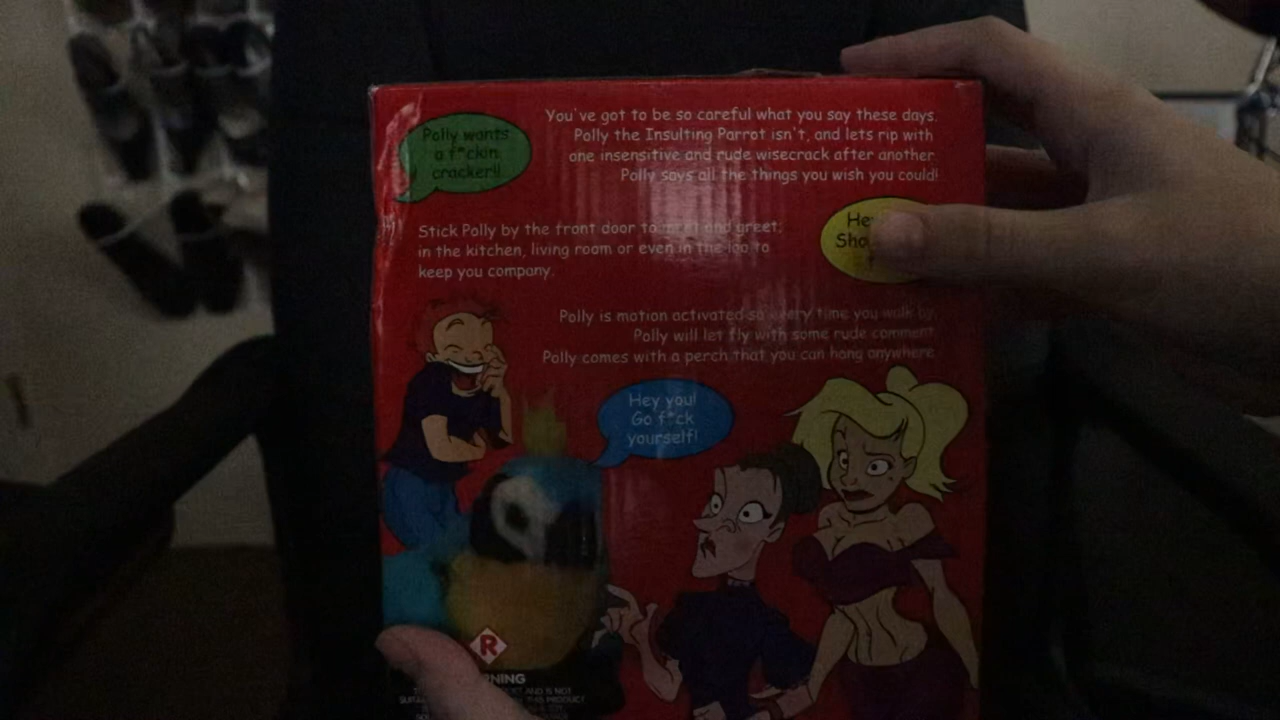 You've got to be so careful what you say these days.
Polly the Insulting Parrot isn't, and lets rip with
one insensitive and rude wisecrack after another
Polly says all the things you wish you could!
Polly wants
a f*ckin
cracker!!
Stick Polly by the front door to meet and greet;
in the kitchen, living room or even in the loo to
keep you company.
Polly is motion activated so every time you walk by,
Polly will let fly with some rude comment
Polly comes with a perch that you can hang anywhere
Hey you!
Go f*ck
yourself!
R
AND IS NOT
PRODUCT